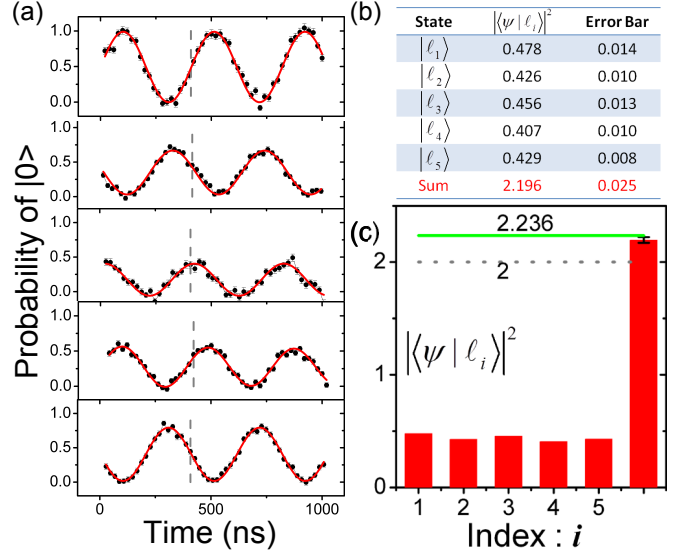 (a)
Probability of |0>
1.0
0.5
0.0
1.0
0.5
0.0
1.0
0.5
0.0
1.0
0.5
0.0
1.0
0.5
0.0
0 500 1000
Time (ns)
(b)
State |⟨ψ|ℓᵢ⟩|² Error Bar
|ℓ₁⟩ 0.478 0.014
|ℓ₂⟩ 0.426 0.010
|ℓ₃⟩ 0.456 0.013
|ℓ₄⟩ 0.407 0.010
|ℓ₅⟩ 0.429 0.008
Sum 2.196 0.025
(c)
2.236
2
|⟨ψ|ℓᵢ⟩|²
2
1
0
1 2 3 4 5
Index : i